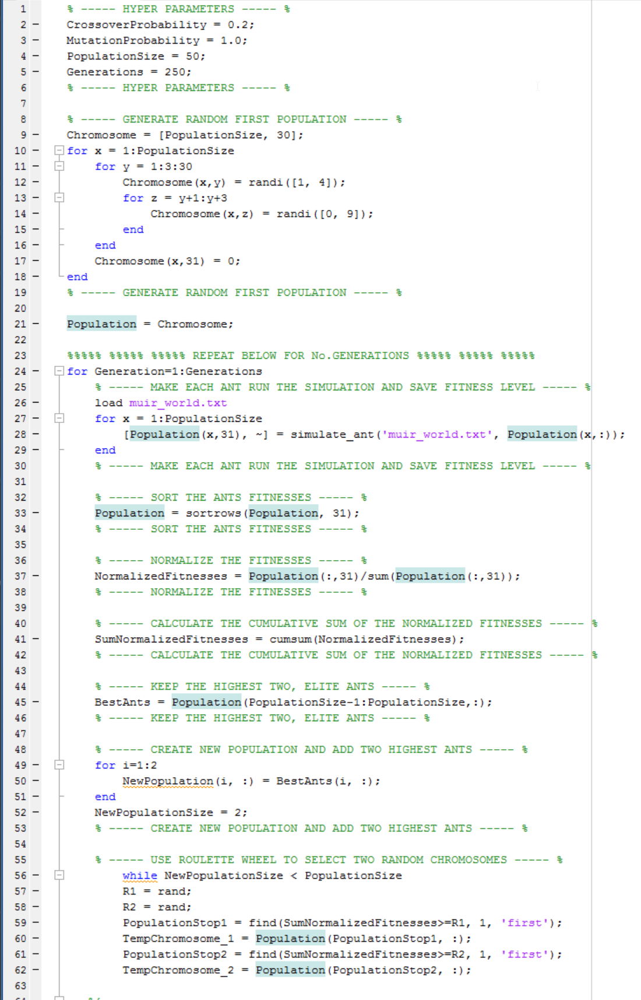 1 % ----- HYPER PARAMETERS ----- %
2 - CrossoverProbability = 0.2;
3 - MutationProbability = 1.0;
4 - PopulationSize = 50;
5 - Generations = 250;
6 % ----- HYPER PARAMETERS ----- %
7
8 % ----- GENERATE RANDOM FIRST POPULATION ----- %
9 - Chromosome = [PopulationSize, 30];
10 - for x = 1:PopulationSize
11 - for y = 1:3:30
12 - Chromosome(x,y) = randi([1, 4]);
13 - for z = y+1:y+3
14 - Chromosome(x,z) = randi([0, 9]);
15 - end
16 - end
17 - Chromosome(x,31) = 0;
18 - end
19 % ----- GENERATE RANDOM FIRST POPULATION ----- %
20
21 - Population = Chromosome;
22
23 %%%%% %%%%% %%%%% REPEAT BELOW FOR No.GENERATIONS %%%%% %%%%% %%%%%
24 - for Generation=1:Generations
25 % ----- MAKE EACH ANT RUN THE SIMULATION AND SAVE FITNESS LEVEL ----- %
26 - load muir_world.txt
27 - for x = 1:PopulationSize
28 - [Population(x,31), ~] = simulate_ant('muir_world.txt', Population(x,:));
29 - end
30 % ----- MAKE EACH ANT RUN THE SIMULATION AND SAVE FITNESS LEVEL ----- %
31
32 % ----- SORT THE ANTS FITNESSES ----- %
33 - Population = sortrows(Population, 31);
34 % ----- SORT THE ANTS FITNESSES ----- %
35
36 % ----- NORMALIZE THE FITNESSES ----- %
37 - NormalizedFitnesses = Population(:,31)/sum(Population(:,31));
38 % ----- NORMALIZE THE FITNESSES ----- %
39
40 % ----- CALCULATE THE CUMULATIVE SUM OF THE NORMALIZED FITNESSES ----- %
41 - SumNormalizedFitnesses = cumsum(NormalizedFitnesses);
42 % ----- CALCULATE THE CUMULATIVE SUM OF THE NORMALIZED FITNESSES ----- %
43
44 % ----- KEEP THE HIGHEST TWO, ELITE ANTS ----- %
45 - BestAnts = Population(PopulationSize-1:PopulationSize,:);
46 % ----- KEEP THE HIGHEST TWO, ELITE ANTS ----- %
47
48 % ----- CREATE NEW POPULATION AND ADD TWO HIGHEST ANTS ----- %
49 - for i=1:2
50 - NewPopulation(i, :) = BestAnts(i, :);
51 - end
52 - NewPopulationSize = 2;
53 % ----- CREATE NEW POPULATION AND ADD TWO HIGHEST ANTS ----- %
54
55 % ----- USE ROULETTE WHEEL TO SELECT TWO RANDOM CHROMOSOMES ----- %
56 - while NewPopulationSize < PopulationSize
57 - R1 = rand;
58 - R2 = rand;
59 - PopulationStop1 = find(SumNormalizedFitnesses>=R1, 1, 'first');
60 - TempChromosome_1 = Population(PopulationStop1, :);
61 - PopulationStop2 = find(SumNormalizedFitnesses>=R2, 1, 'first');
62 - TempChromosome_2 = Population(PopulationStop2, :);
63